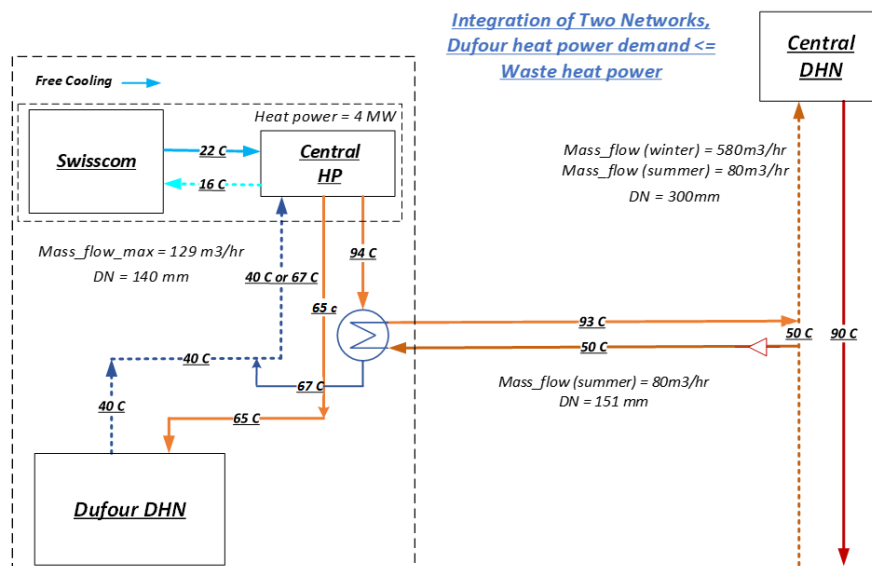 Integration of Two Networks,
Dufour heat power demand <=
Waste heat power
Central
DHN
Free Cooling
Heat power = 4 MW
Swisscom
22 C
16 C
Central
HP
Mass_flow (winter) = 580m3/hr
Mass_flow (summer) = 80m3/hr
DN = 300mm
Mass_flow_max = 129 m3/hr
DN = 140 mm
94 C
40 C or 67 C
65 c
93 C
50 C
90 C
50 C
40 C
67 C
Mass_flow (summer) = 80m3/hr
DN = 151 mm
40 C
65 C
Dufour DHN